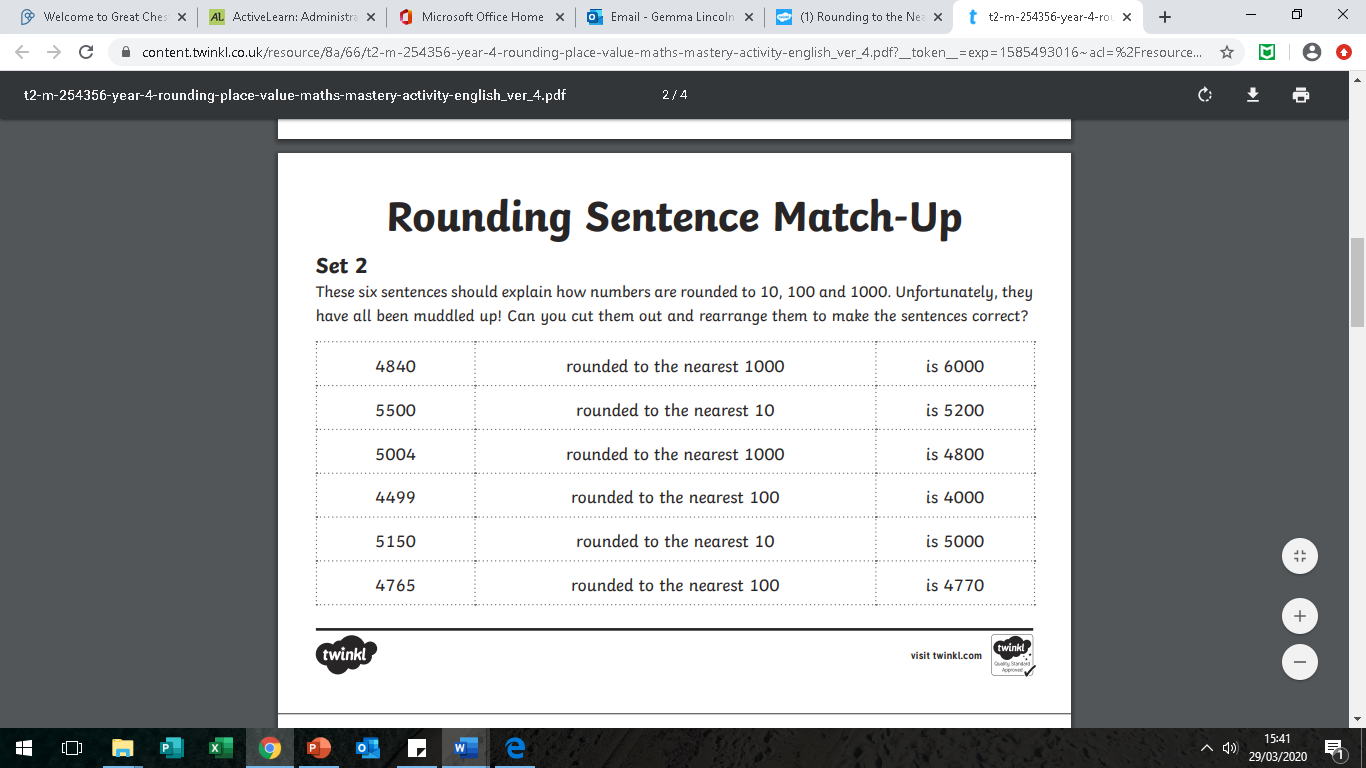 Welcome to Great Ches
ActiveLearn: Administra
Microsoft Office Home
Email - Gemma Lincoln
(1) Rounding to the Nea
t2-m-254356-year-4-rou
content.twinkl.co.uk/resource/8a/66/t2-m-254356-year-4-rounding-place-value-maths-mastery-activity-english_ver_4.pdf?__token__=exp=1585493016~acl=%2Fresource...
t2-m-254356-year-4-rounding-place-value-maths-mastery-activity-english_ver_4.pdf 2 / 4
Rounding Sentence Match-Up
Set 2
These six sentences should explain how numbers are rounded to 10, 100 and 1000. Unfortunately, they
have all been muddled up! Can you cut them out and rearrange them to make the sentences correct?
4840 rounded to the nearest 1000 is 6000
5500 rounded to the nearest 10 is 5200
5004 rounded to the nearest 1000 is 4800
4499 rounded to the nearest 100 is 4000
5150 rounded to the nearest 10 is 5000
4765 rounded to the nearest 100 is 4770
twinkl
visit twinkl.com
twinkl
Quality Standard
Approved
15:41
29/03/2020
1